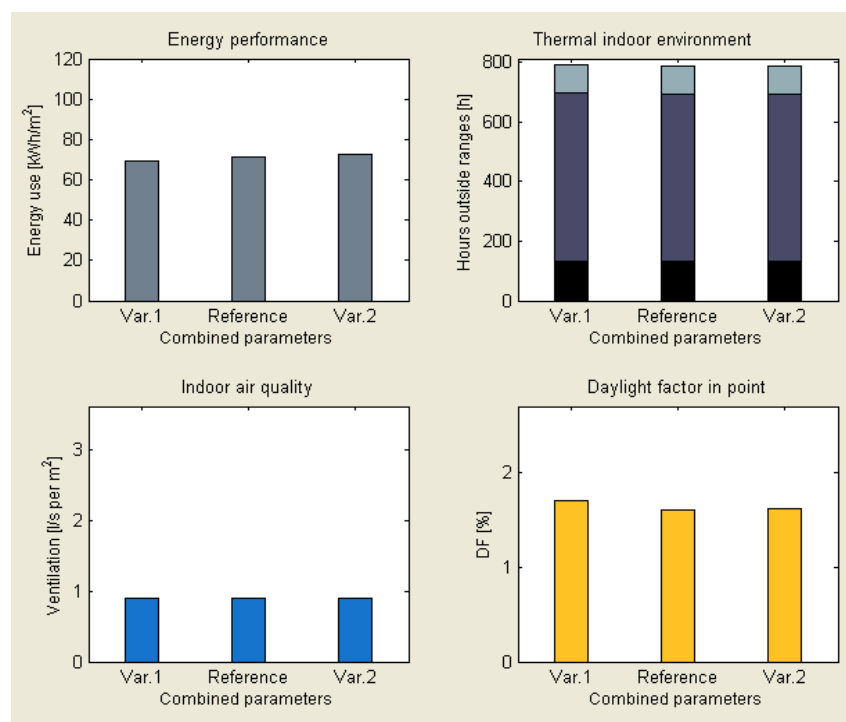 Energy performance
120
100
80
60
40
20
0
Energy use [kWh/m²]
Var.1 Reference Var.2
Combined parameters
Thermal indoor environment
800
600
400
200
0
Hours outside ranges [h]
Var.1 Reference Var.2
Combined parameters
Indoor air quality
3
2
1
0
Ventilation [l/s per m²]
Var.1 Reference Var.2
Combined parameters
Daylight factor in point
2
1
0
DF [%]
Var.1 Reference Var.2
Combined parameters